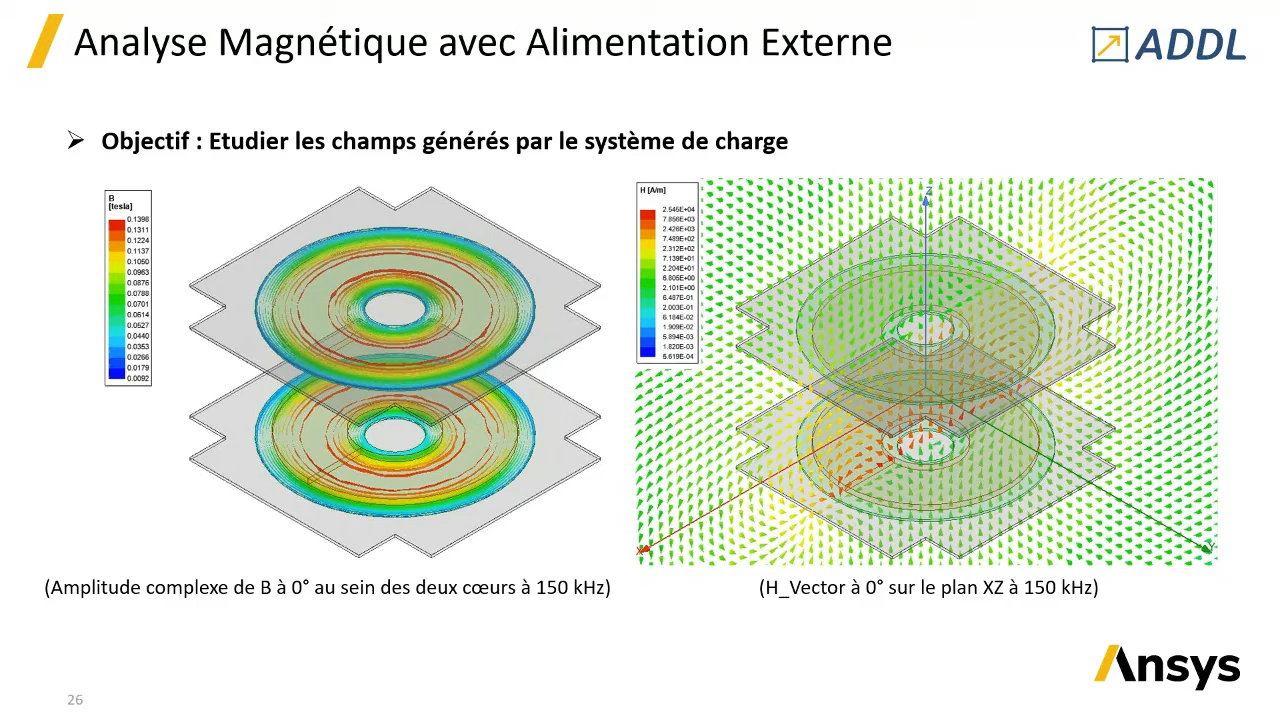 Analyse Magnétique avec Alimentation Externe
ADDL
➢ Objectif : Etudier les champs générés par le système de charge
B
[tesla]
0.1398
0.1311
0.1224
0.1137
0.1050
0.0963
0.0876
0.0788
0.0701
0.0614
0.0527
0.0440
0.0353
0.0266
0.0179
0.0092
H [A/m]
2.545E+04
7.856E+03
2.426E+03
7.489E+02
2.312E+02
7.139E+01
2.204E+01
6.805E+00
2.101E+00
6.487E-01
2.003E-01
6.184E-02
1.909E-02
5.894E-03
1.820E-03
5.619E-04
Z
X
Y
(Amplitude complexe de B à 0° au sein des deux cœurs à 150 kHz)
(H_Vector à 0° sur le plan XZ à 150 kHz)
Ansys
26